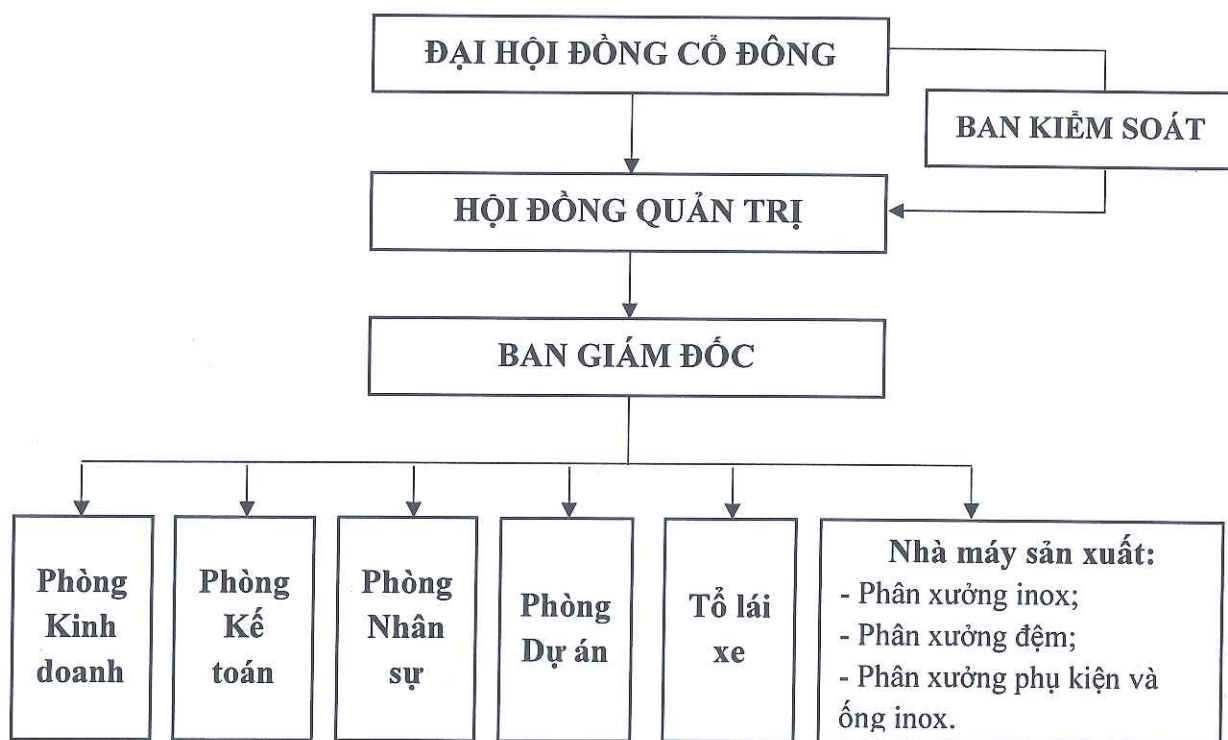 ĐẠI HỘI ĐỒNG CỔ ĐÔNG
BAN KIỂM SOÁT
HỘI ĐỒNG QUẢN TRỊ
BAN GIÁM ĐỐC
Phòng
Kinh
doanh
Phòng
Kế
toán
Phòng
Nhân
sự
Phòng
Dự án
Tổ lái
xe
Nhà máy sản xuất:
- Phân xưởng inox;
- Phân xưởng đệm;
- Phân xưởng phụ kiện và
ống inox.